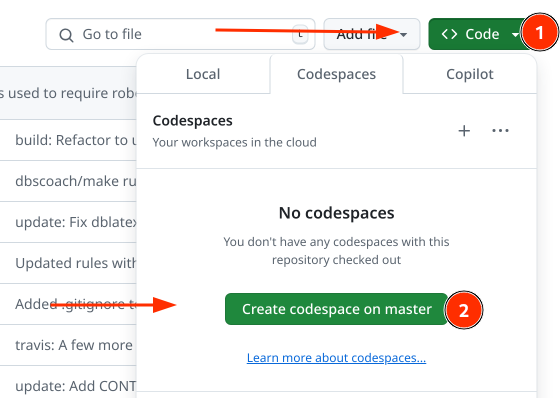 Go to file
t
Add file
<> Code
1
Local
Codespaces
Copilot
s used to require rob
Codespaces
Your workspaces in the cloud
build: Refactor to u
dbscoach/make ru
update: Fix dblatex
Updated rules with
Added .gitignore t
travis: A few more
update: Add CONT
No codespaces
You don't have any codespaces with this
repository checked out
Create codespace on master
2
Learn more about codespaces...